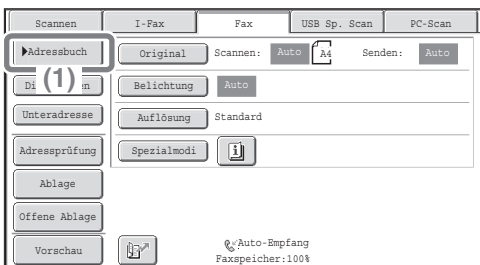 Scannen I-Fax Fax USB Sp. Scan PC-Scan
Adressbuch Original Scannen: Auto A4 Senden: Auto
(1)
Belichtung Auto
Unteradresse Auflösung Standard
Adressprüfung Spezialmodi
Ablage
Offene Ablage
Vorschau Auto-Empfang
Faxspeicher:100%